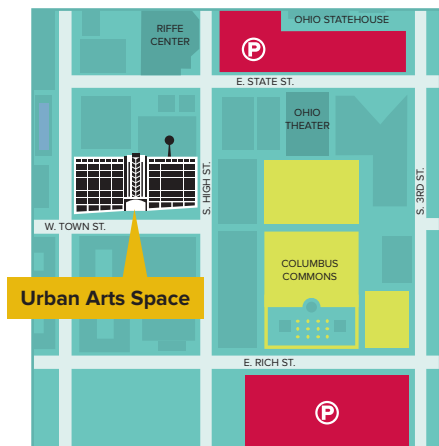 RIFFE
CENTER
OHIO STATEHOUSE
P
E. STATE ST.
OHIO
THEATER
S. HIGH ST.
S. 3RD ST.
W. TOWN ST.
COLUMBUS
COMMONS
Urban Arts Space
E. RICH ST.
P